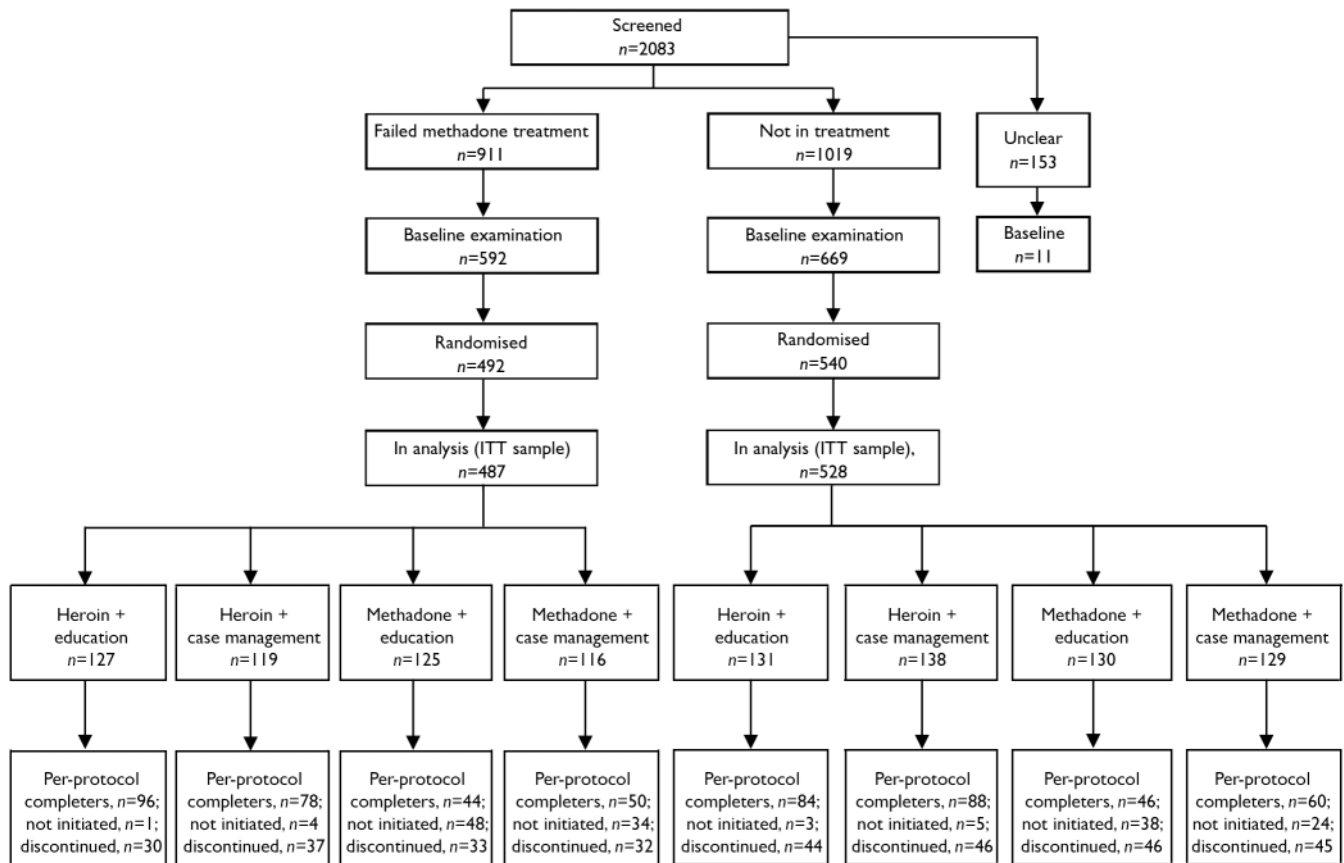 Screened
n=2083
Failed methadone treatment
n=911
Not in treatment
n=1019
Unclear
n=153
Baseline examination
n=592
Baseline examination
n=669
Baseline
n=11
Randomised
n=492
Randomised
n=540
In analysis (ITT sample)
n=487
In analysis (ITT sample),
n=528
Heroin +
education
n=127
Heroin +
case management
n=119
Methadone +
education
n=125
Methadone +
case management
n=116
Heroin +
education
n=131
Heroin +
case management
n=138
Methadone +
education
n=130
Methadone +
case management
n=129
Per-protocol
completers, n=96;
not initiated, n=1;
discontinued, n=30
Per-protocol
completers, n=78;
not initiated, n=4
discontinued, n=37
Per-protocol
completers, n=44;
not initiated, n=48;
discontinued, n=33
Per-protocol
completers, n=50;
not initiated, n=34;
discontinued, n=32
Per-protocol
completers, n=84;
not initiated, n=3;
discontinued, n=44
Per-protocol
completers, n=88;
not initiated, n=5;
discontinued, n=46
Per-protocol
completers, n=46;
not initiated, n=38;
discontinued, n=46
Per-protocol
completers, n=60;
not initiated, n=24;
discontinued, n=45